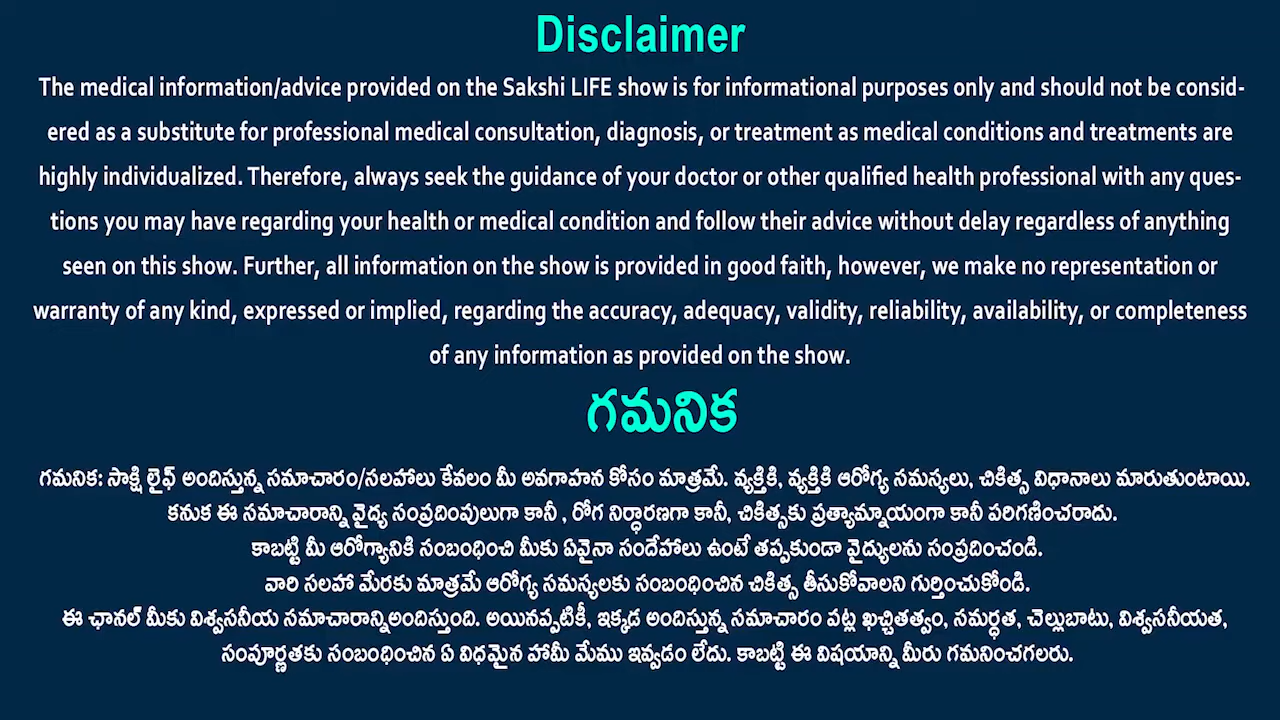 Disclaimer
The medical information/advice provided on the Sakshi LIFE show is for informational purposes only and should not be consid-
ered as a substitute for professional medical consultation, diagnosis, or treatment as medical conditions and treatments are
highly individualized. Therefore, always seek the guidance of your doctor or other qualified health professional with any ques-
tions you may have regarding your health or medical condition and follow their advice without delay regardless of anything
seen on this show. Further, all information on the show is provided in good faith, however, we make no representation or
warranty of any kind, expressed or implied, regarding the accuracy, adequacy, validity, reliability, availability, or completeness
of any information as provided on the show.
గమనిక
గమనిక: సాక్షి లైఫ్ అందిస్తున్న సమాచారం/సలహాలు కేవలం మీ అవగాహన కోసం మాత్రమే. వ్యక్తికి, వ్యక్తికి ఆరోగ్య సమస్యలు, చికిత్స విధానాలు మారుతుంటాయి.
కనుక ఈ సమాచారాన్ని వైద్య సంప్రదింపులుగా కానీ , రోగ నిర్ధారణగా కానీ, చికిత్సకు ప్రత్యామ్నాయంగా కానీ పరిగణించరాదు.
కాబట్టి మీ ఆరోగ్యానికి సంబంధించి మీకు ఏవైనా సందేహాలు ఉంటే తప్పకుండా వైద్యులను సంప్రదించండి.
వారి సలహా మేరకు మాత్రమే ఆరోగ్య సమస్యలకు సంబంధించిన చికిత్స తీసుకోవాలని గుర్తించుకోండి.
ఈ ఛానల్ మీకు విశ్వసనీయ సమాచారాన్నిఅందిస్తుంది. అయినప్పటికీ, ఇక్కడ అందిస్తున్న సమాచారం పట్ల ఖచ్చితత్వం, సమర్ధత, చెల్లుబాటు, విశ్వసనీయత,
సంపూర్ణతకు సంబంధించిన ఏ విధమైన హామీ మేము ఇవ్వడం లేదు. కాబట్టి ఈ విషయాన్ని మీరు గమనించగలరు.